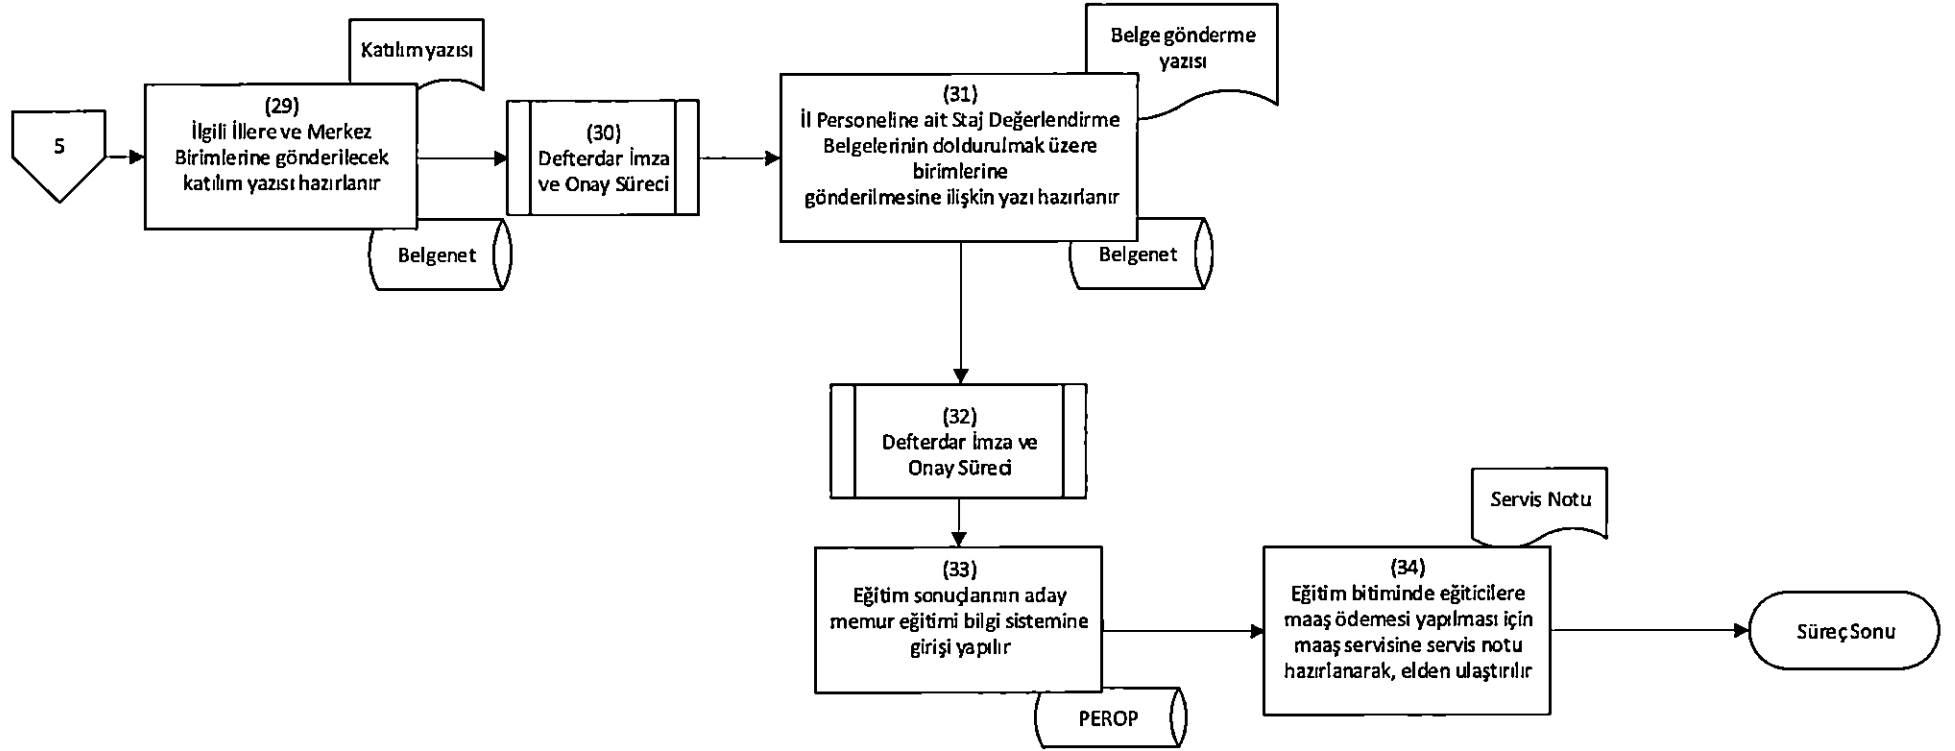 Katılım yazısı
5
(29)
İlgili İllere ve Merkez
Birimlerine gönderilecek
katılım yazısı hazırlanır
Belgenet
(30)
Defterdar İmza
ve Onay Süreci
Belge gönderme
yazısı
(31)
İl Personeline ait Staj Değerlendirme
Belgelerinin doldurulmak üzere
birimlerine
gönderilmesine ilişkin yazı hazırlanır
Belgenet
(32)
Defterdar İmza ve
Onay Süreci
(33)
Eğitim sonuçlarının aday
memur eğitimi bilgi sistemine
girişi yapılır
PEROP
Servis Notu
(34)
Eğitim bitiminde eğiticilere
maaş ödemesi yapılması için
maaş servisine servis notu
hazırlanarak, elden ulaştırılır
Süreç Sonu